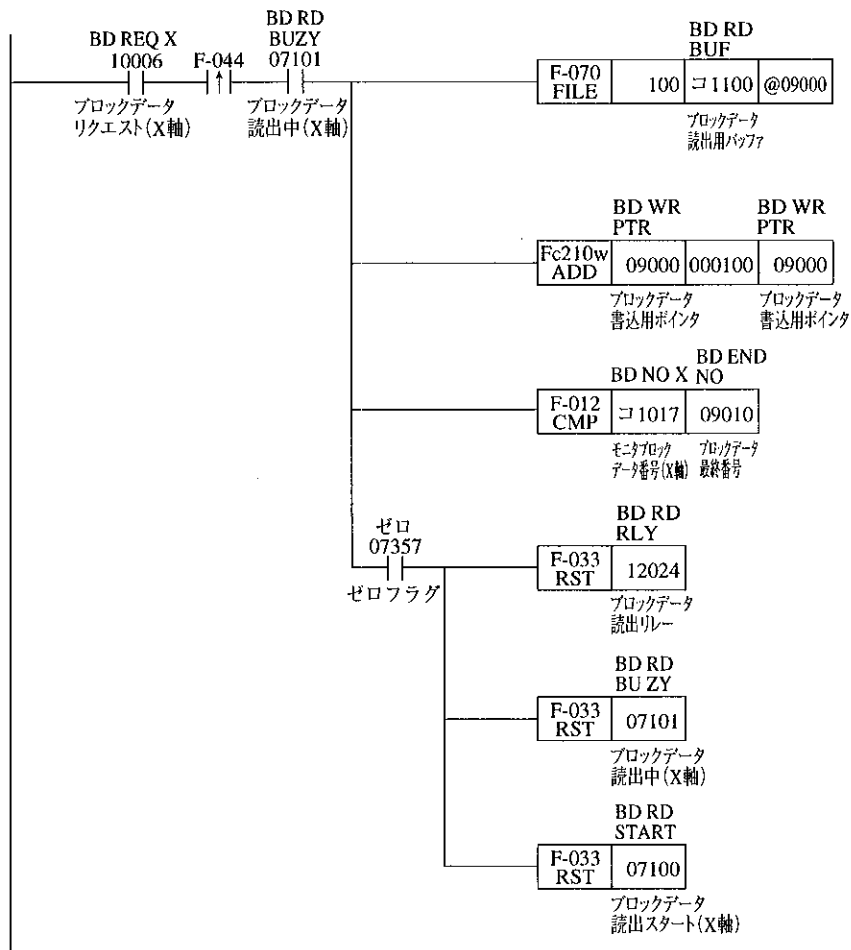 BD REQ X
10006
F-044
↑
BD RD
BUZY
07101
ブロックデータ
リクエスト(X軸)
ブロックデータ
読出中(X軸)
BD RD
BUF
F-070
FILE
100
コ1100
@09000
ブロックデータ
読出用バッファ
BD WR
PTR
BD WR
PTR
Fc210w
ADD
09000
000100
09000
ブロックデータ
書込用ポインタ
ブロックデータ
書込用ポインタ
BD NO X
BD END
NO
F-012
CMP
コ1017
09010
モニタブロック
データ番号(X軸)
ブロックデータ
最終番号
ゼロ
07357
ゼロフラグ
BD RD
RLY
F-033
RST
12024
ブロックデータ
読出リレー
BD RD
BU ZY
F-033
RST
07101
ブロックデータ
読出中(X軸)
BD RD
START
F-033
RST
07100
ブロックデータ
読出スタート(X軸)